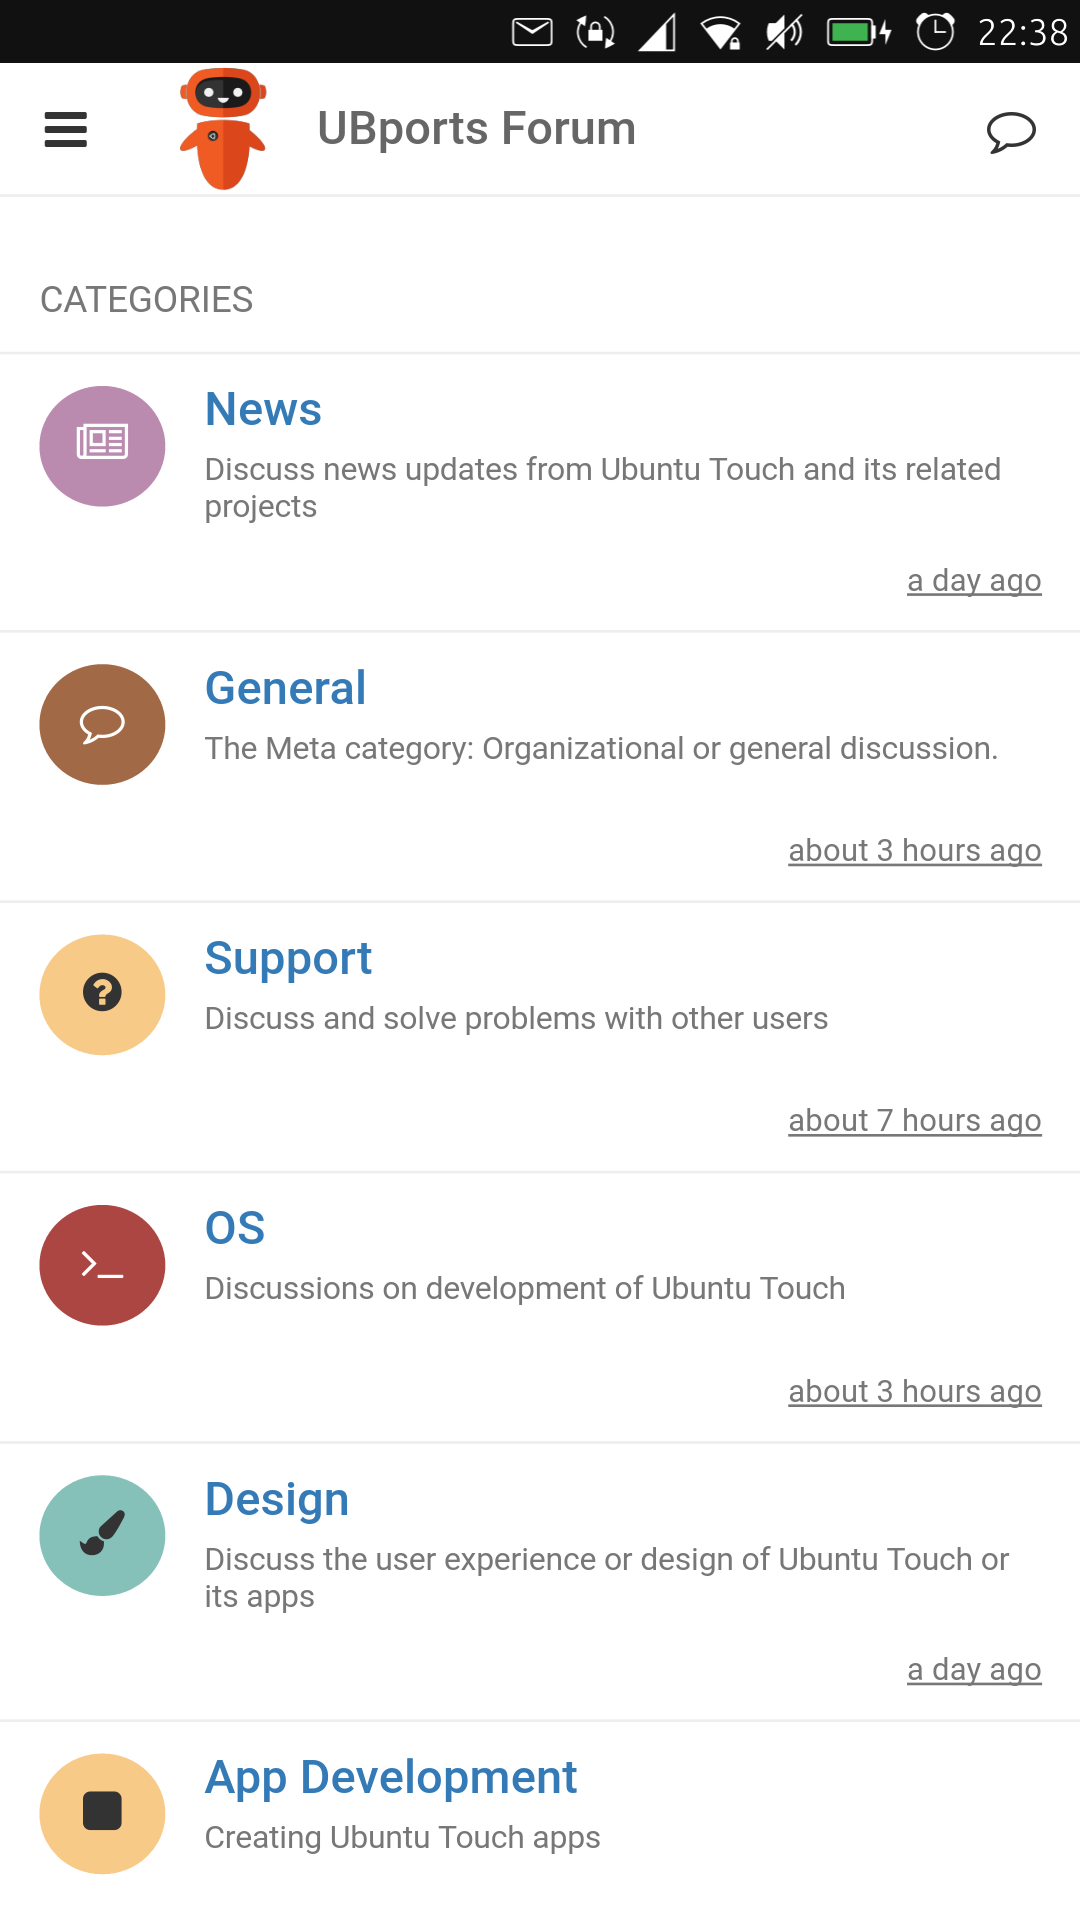 22:38
UBports Forum
CATEGORIES
News
Discuss news updates from Ubuntu Touch and its related
projects
a day ago
General
The Meta category: Organizational or general discussion.
about 3 hours ago
Support
Discuss and solve problems with other users
about 7 hours ago
OS
Discussions on development of Ubuntu Touch
about 3 hours ago
Design
Discuss the user experience or design of Ubuntu Touch or
its apps
a day ago
App Development
Creating Ubuntu Touch apps